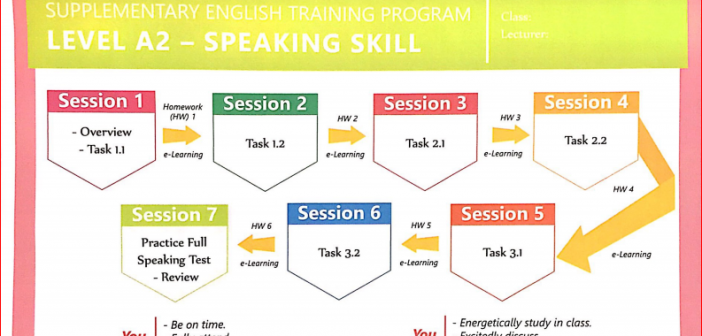 SUPPLEMENTARY ENGLISH TRAINING PROGRAM
LEVEL A2 – SPEAKING SKILL
Class:
Lecturer:
Session 1
- Overview
- Task 1.1
Homework
(HW) 1
e-Learning
Session 2
Task 1.2
HW 2
e-Learning
Session 3
Task 2.1
HW 3
e-Learning
Session 4
Task 2.2
HW 4
e-Learning
Session 5
Task 3.1
HW 5
e-Learning
Session 6
Task 3.2
HW 6
e-Learning
Session 7
Practice Full
Speaking Test
- Review
You
- Be on time.
You
- Energetically study in class.
- Excitedly discuss